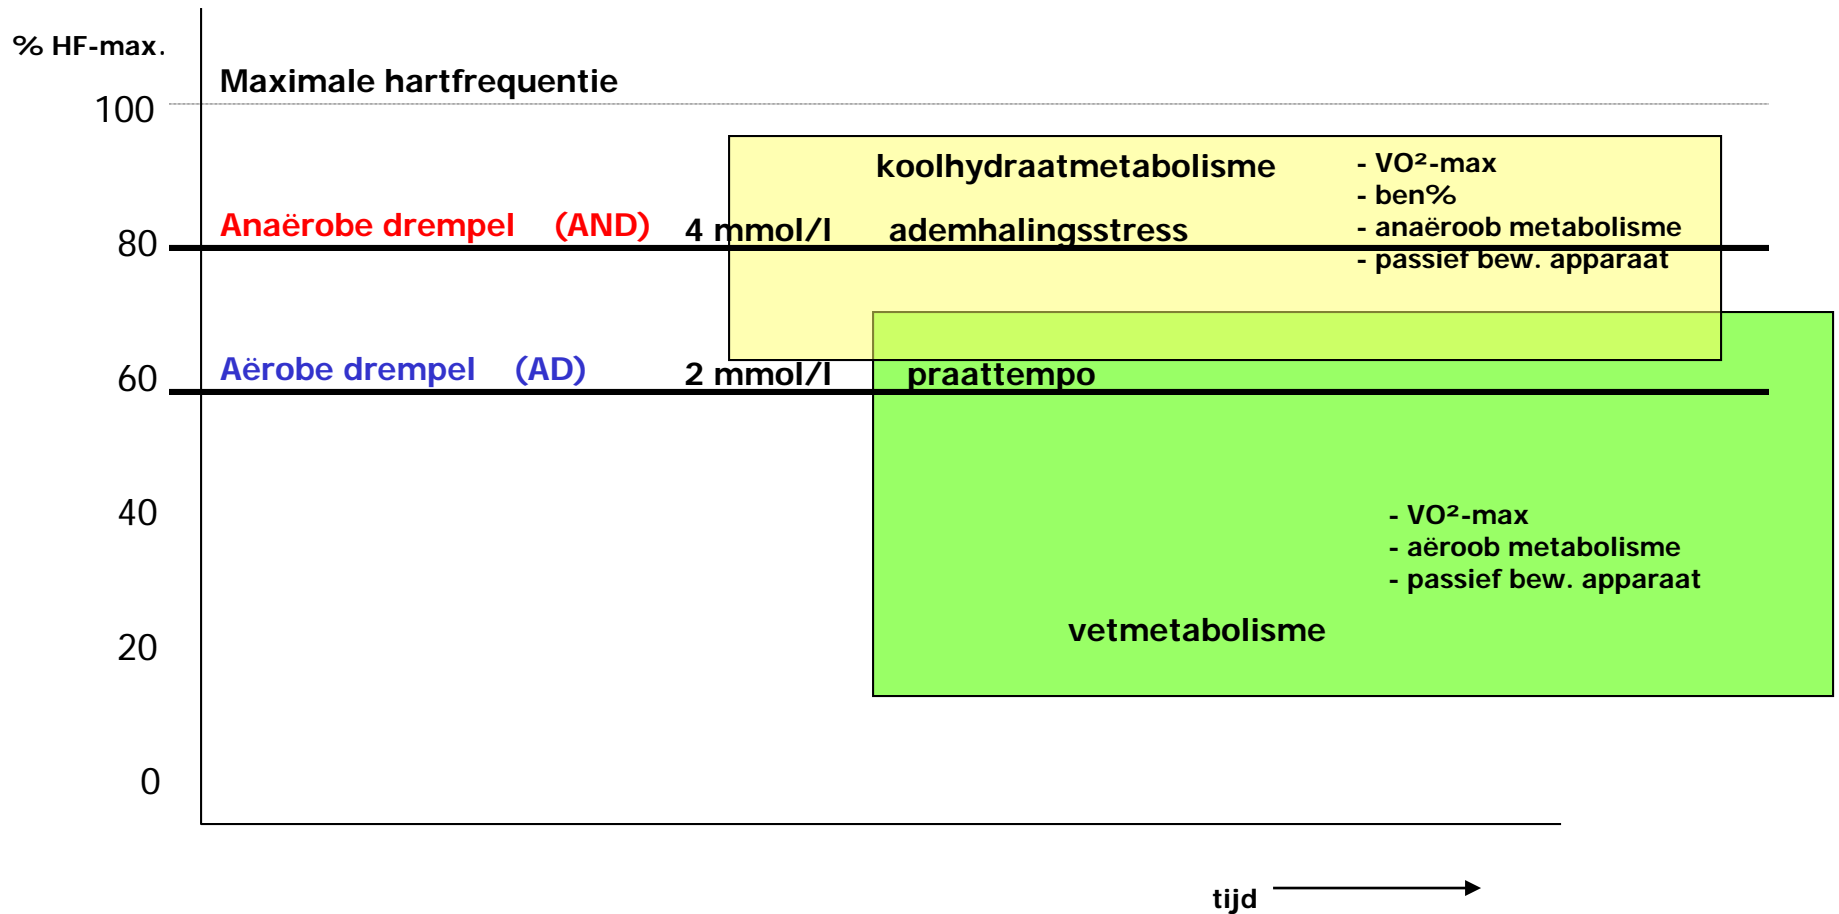 % HF-max.
Maximale hartfrequentie
100
koolhydraatmetabolisme
- VO²-max
- ben%
- anaëroob metabolisme
- passief bew. apparaat
Anaërobe drempel (AND) 4 mmol/l ademhalingsstress
80
Aërobe drempel (AD) 2 mmol/l praattempo
60
40
- VO²-max
- aëroob metabolisme
- passief bew. apparaat
vetmetabolisme
20
0
tijd